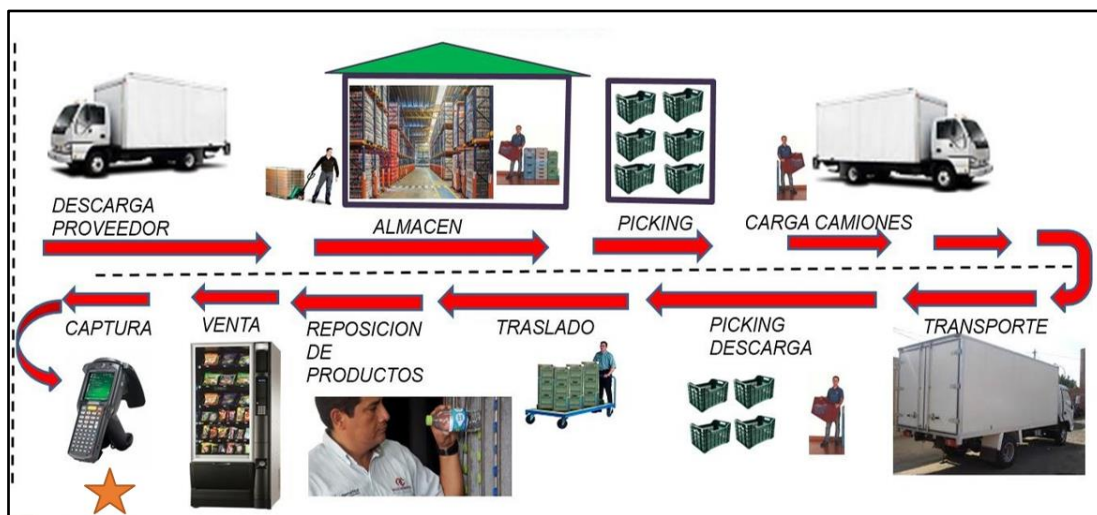 DESCARGA
PROVEEDOR
ALMACEN
PICKING
CARGA CAMIONES
CAPTURA
VENTA
REPOSICION
DE
PRODUCTOS
TRASLADO
PICKING
DESCARGA
TRANSPORTE